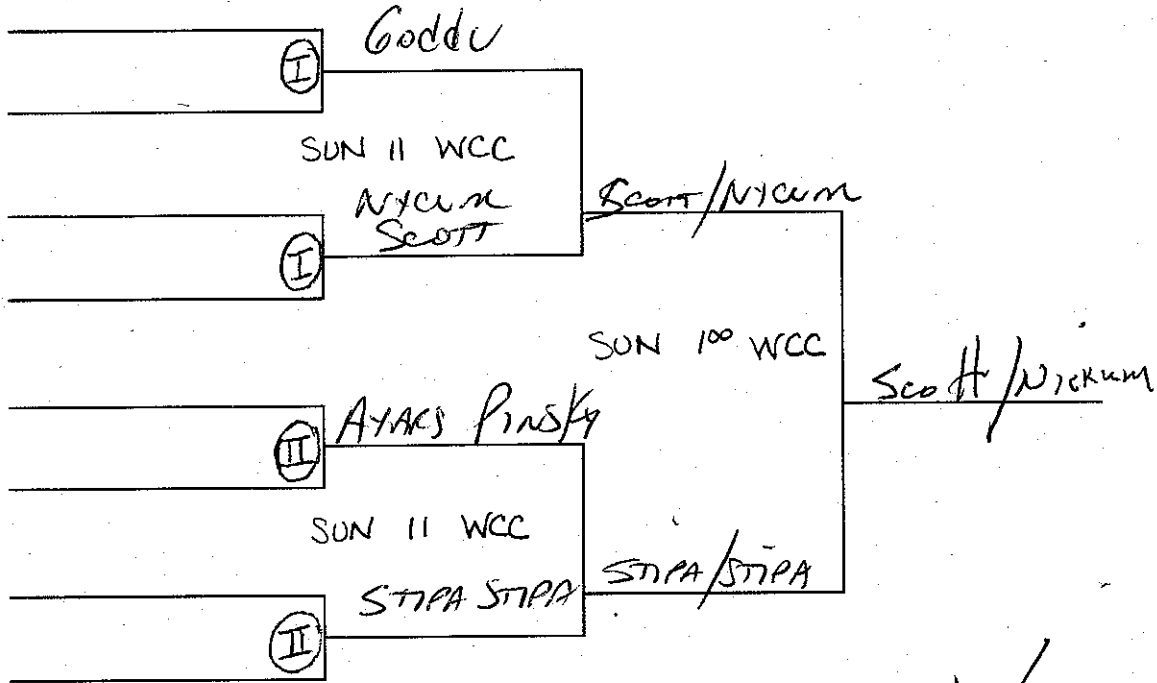 Goddu
I
SUN 11 WCC
NYCUM
SCOTT
SCOTT/NYCUM
I
SUN 1⁰⁰ WCC
Scott/Nickum
AYARS PINSKY
II
SUN 11 WCC
STIPA STIPA
STIPA/STIPA
II